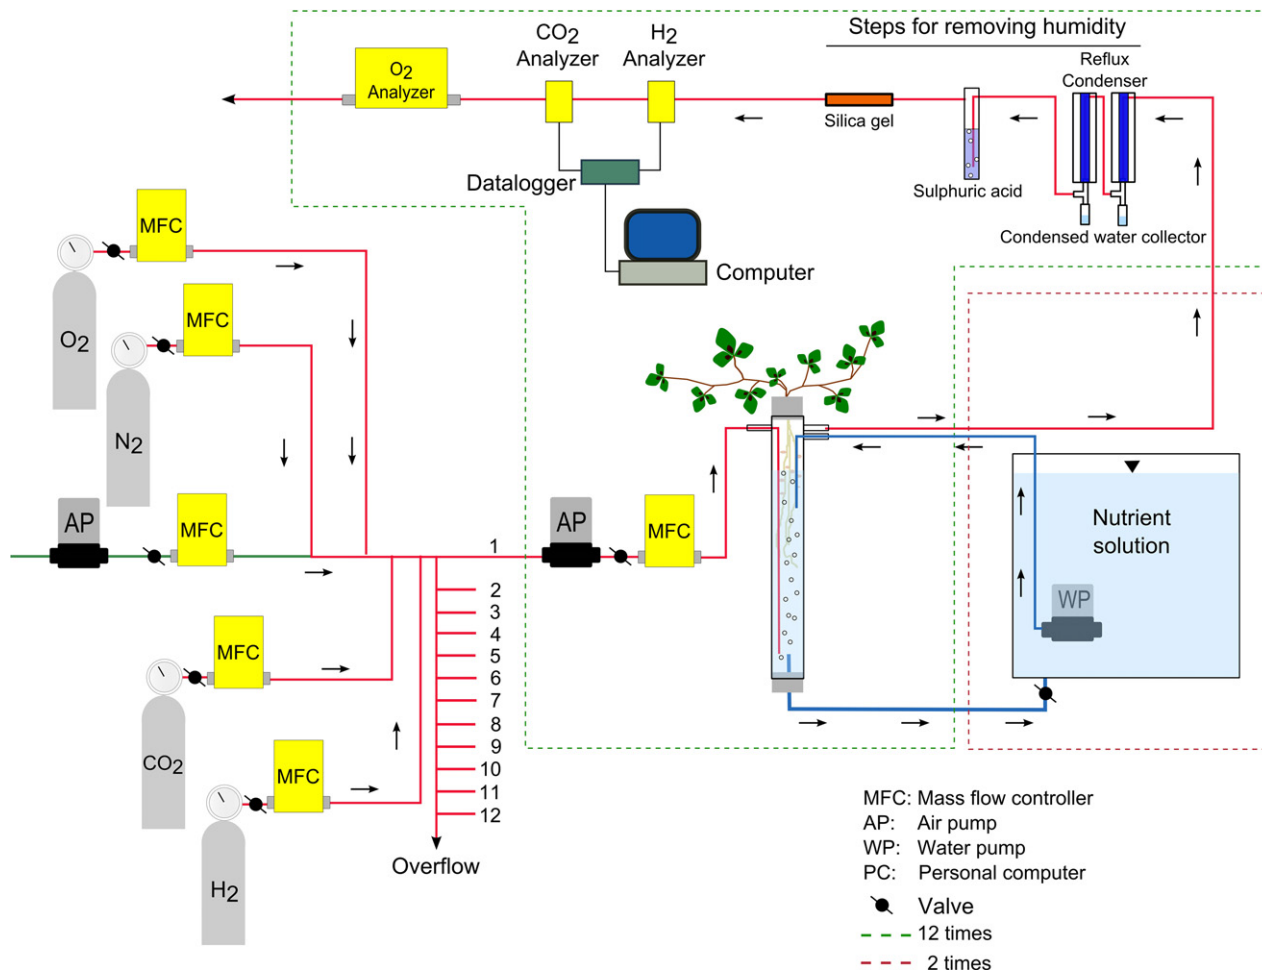 Steps for removing humidity
CO2
Analyzer
H2
Analyzer
O2
Analyzer
Reflux
Condenser
Silica gel
Sulphuric acid
Condensed water collector
Datalogger
Computer
MFC
O2
MFC
N2
AP
MFC
1
AP
MFC
2
3
4
5
6
7
8
9
10
11
12
Overflow
MFC
CO2
MFC
H2
Nutrient
solution
WP
MFC: Mass flow controller
AP: Air pump
WP: Water pump
PC: Personal computer
Valve
12 times
2 times